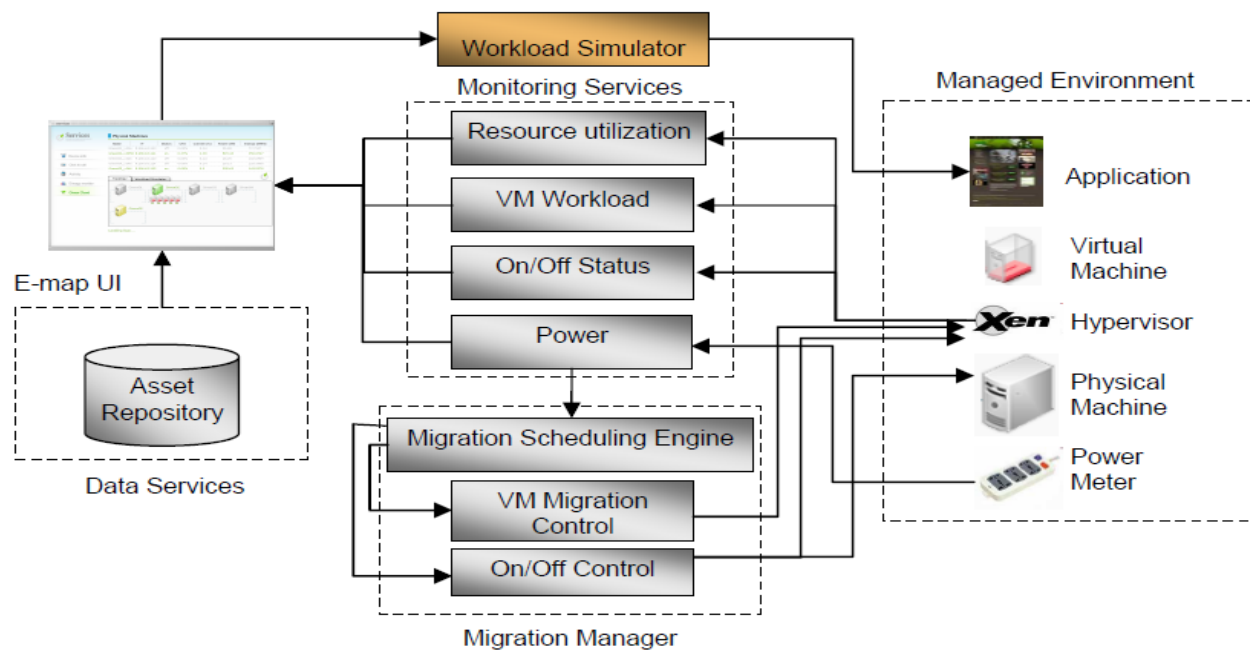 Workload Simulator
Monitoring Services
Managed Environment
Resource utilization
Application
VM Workload
Virtual
Machine
On/Off Status
E-map UI
Xen
Hypervisor
Power
Asset
Repository
Physical
Machine
Migration Scheduling Engine
Power
Meter
Data Services
VM Migration
Control
On/Off Control
Migration Manager